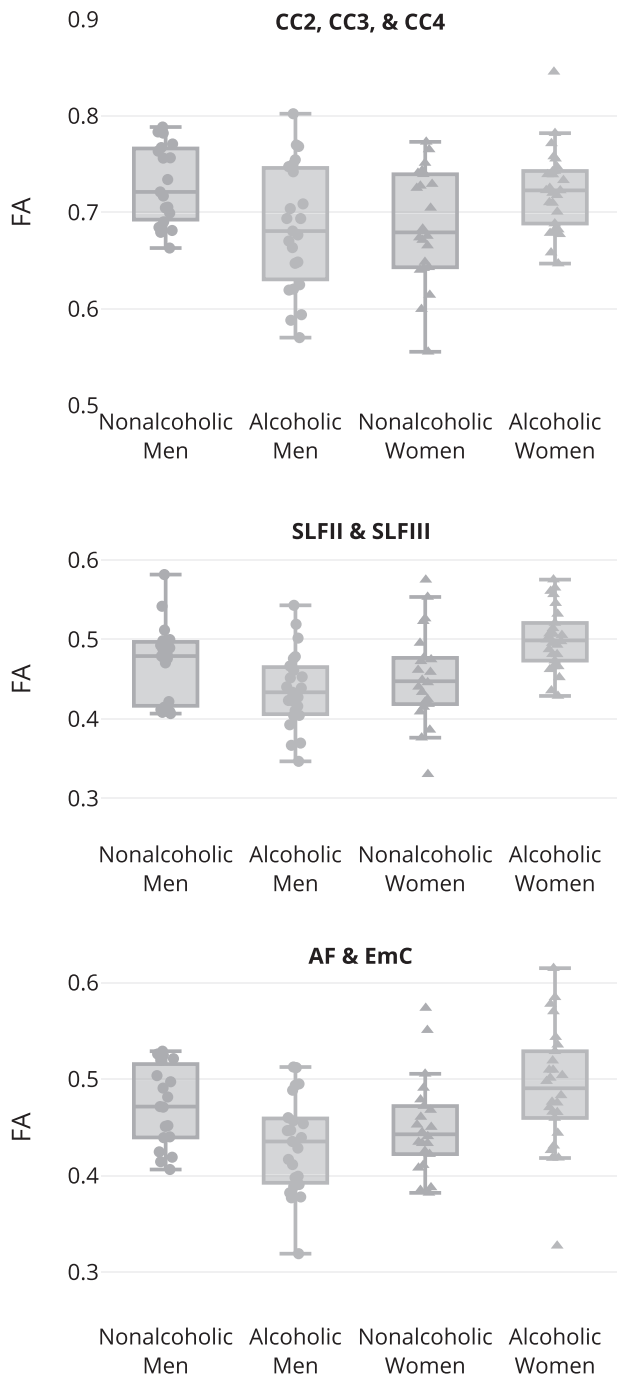 CC2, CC3, & CC4
0.9
0.8
0.7
0.6
0.5
FA
Nonalcoholic Men
Alcoholic Men
Nonalcoholic Women
Alcoholic Women
SLFII & SLFIII
0.6
0.5
0.4
0.3
FA
Nonalcoholic Men
Alcoholic Men
Nonalcoholic Women
Alcoholic Women
AF & EmC
0.6
0.5
0.4
0.3
FA
Nonalcoholic Men
Alcoholic Men
Nonalcoholic Women
Alcoholic Women